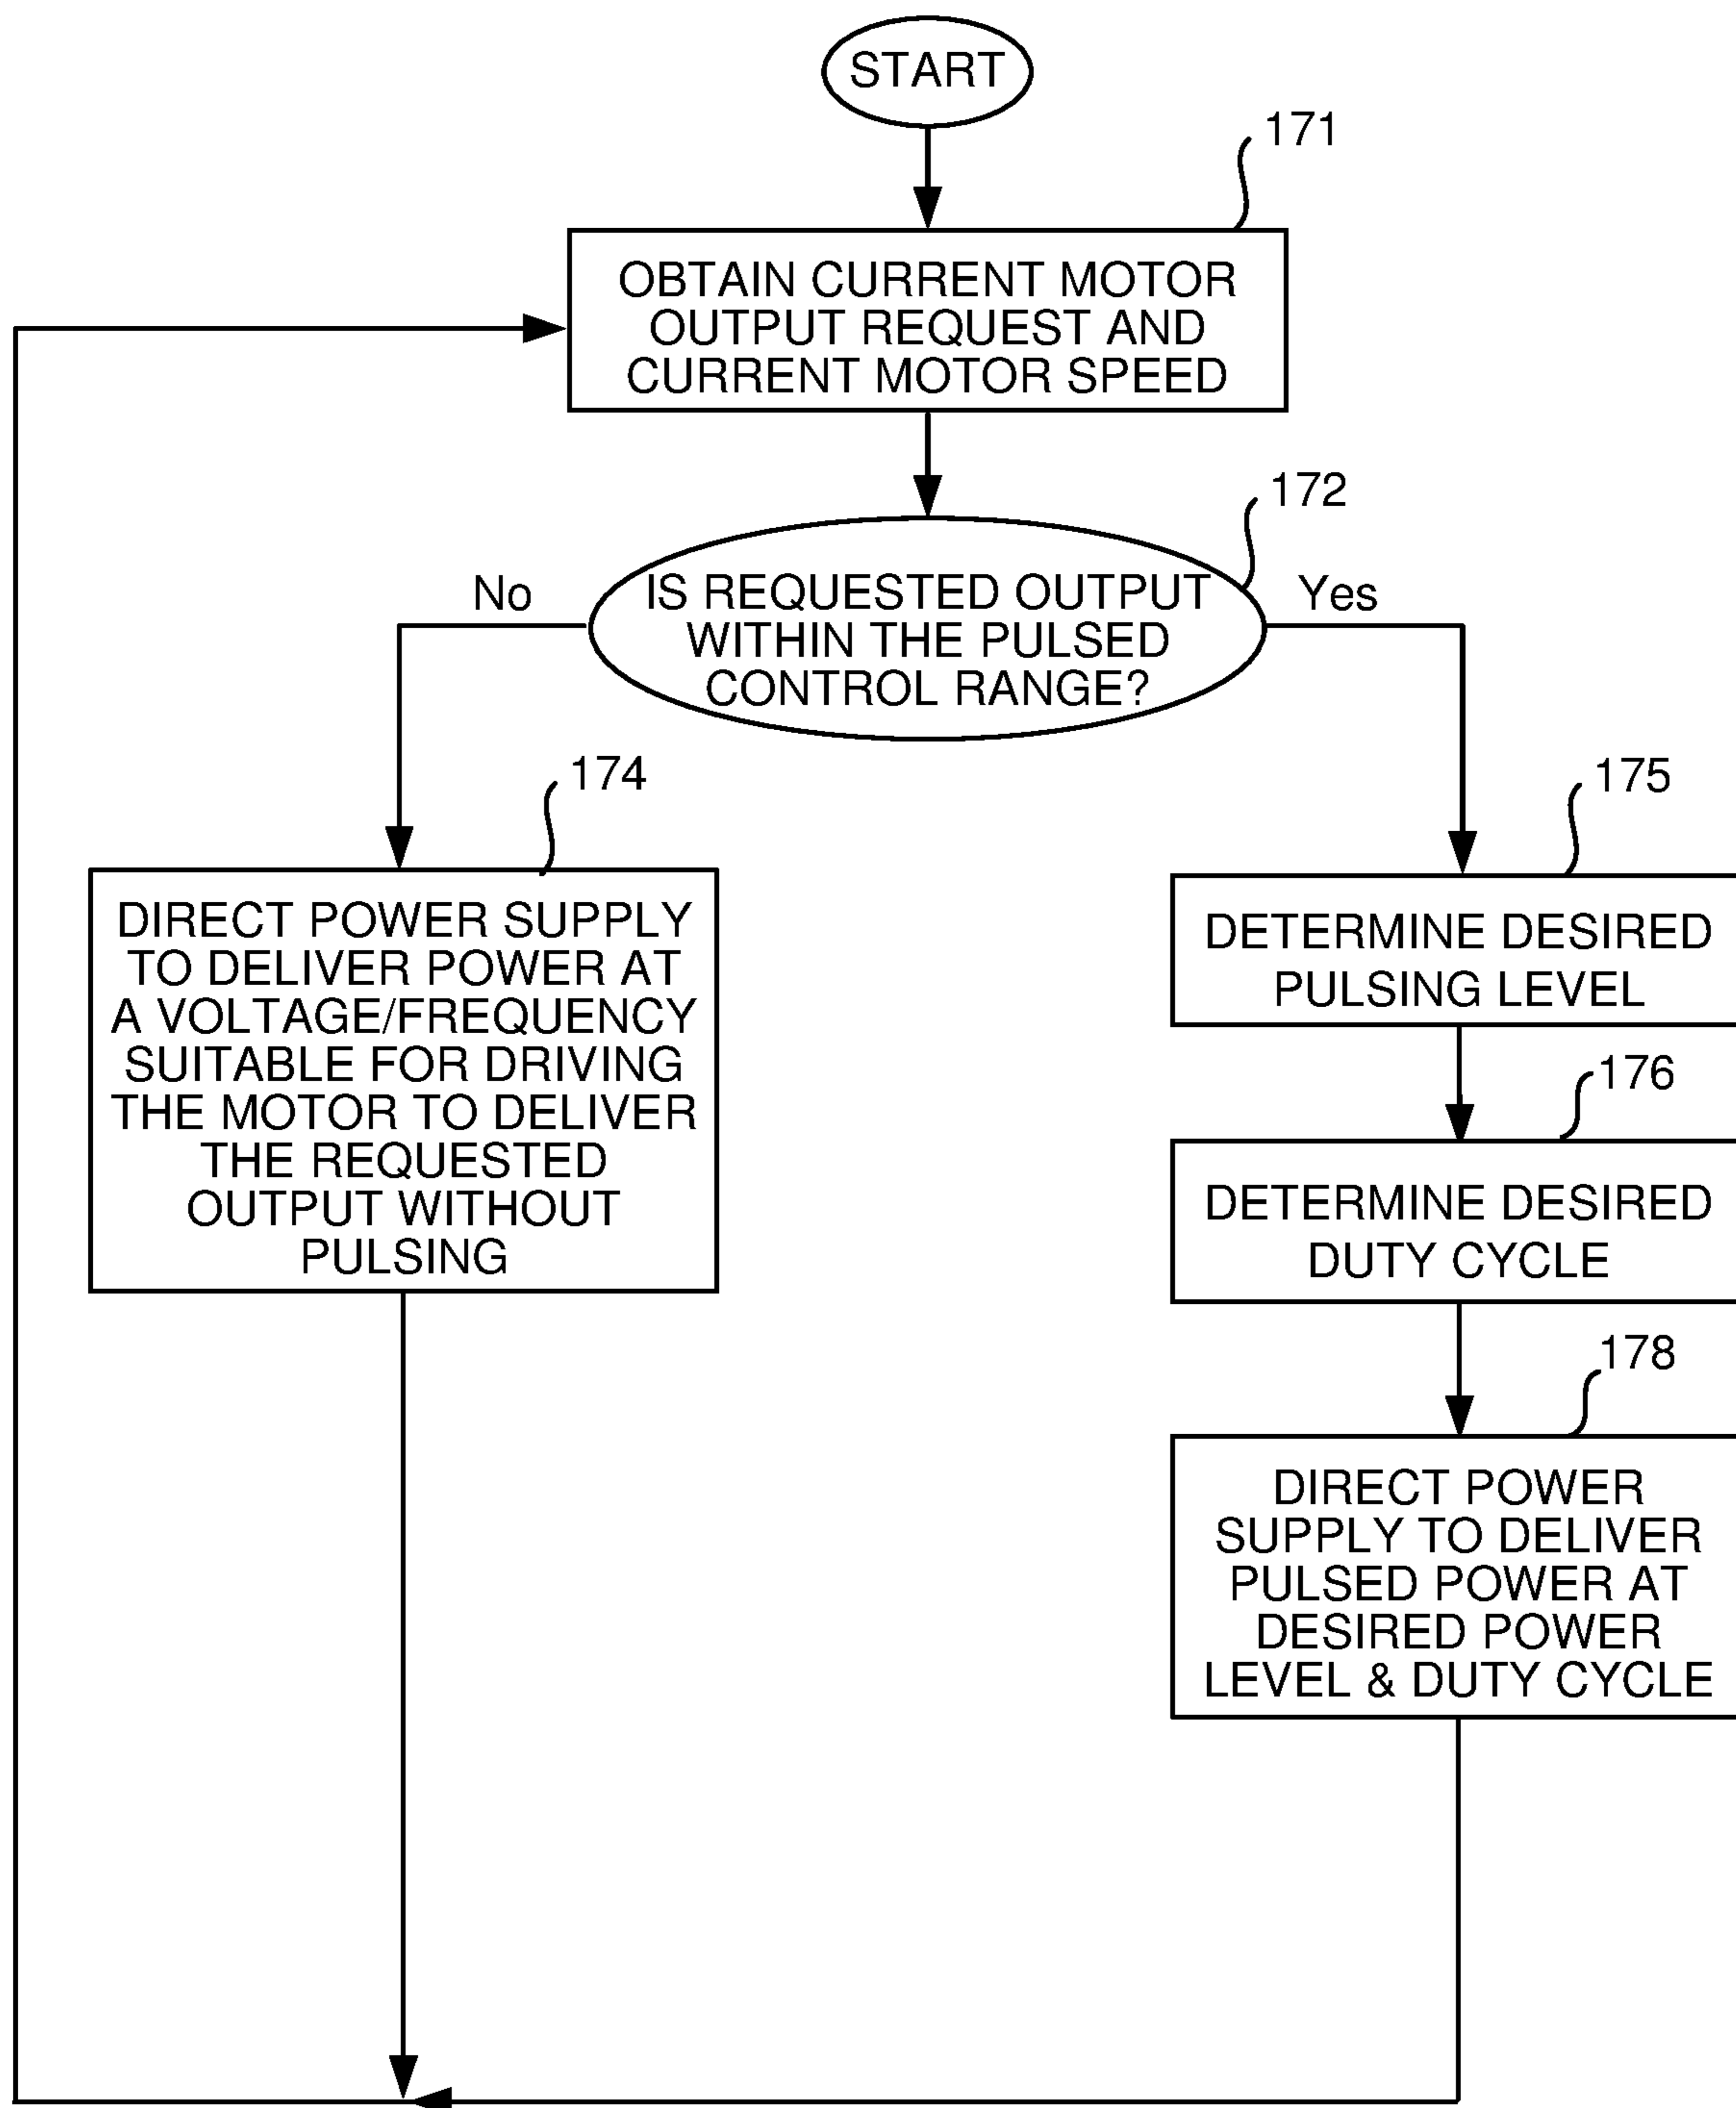 START
171
OBTAIN CURRENT MOTOR
OUTPUT REQUEST AND
CURRENT MOTOR SPEED
172
No
IS REQUESTED OUTPUT
WITHIN THE PULSED
CONTROL RANGE?
Yes
174
DIRECT POWER SUPPLY
TO DELIVER POWER AT
A VOLTAGE/FREQUENCY
SUITABLE FOR DRIVING
THE MOTOR TO DELIVER
THE REQUESTED
OUTPUT WITHOUT
PULSING
175
DETERMINE DESIRED
PULSING LEVEL
176
DETERMINE DESIRED
DUTY CYCLE
178
DIRECT POWER
SUPPLY TO DELIVER
PULSED POWER AT
DESIRED POWER
LEVEL & DUTY CYCLE